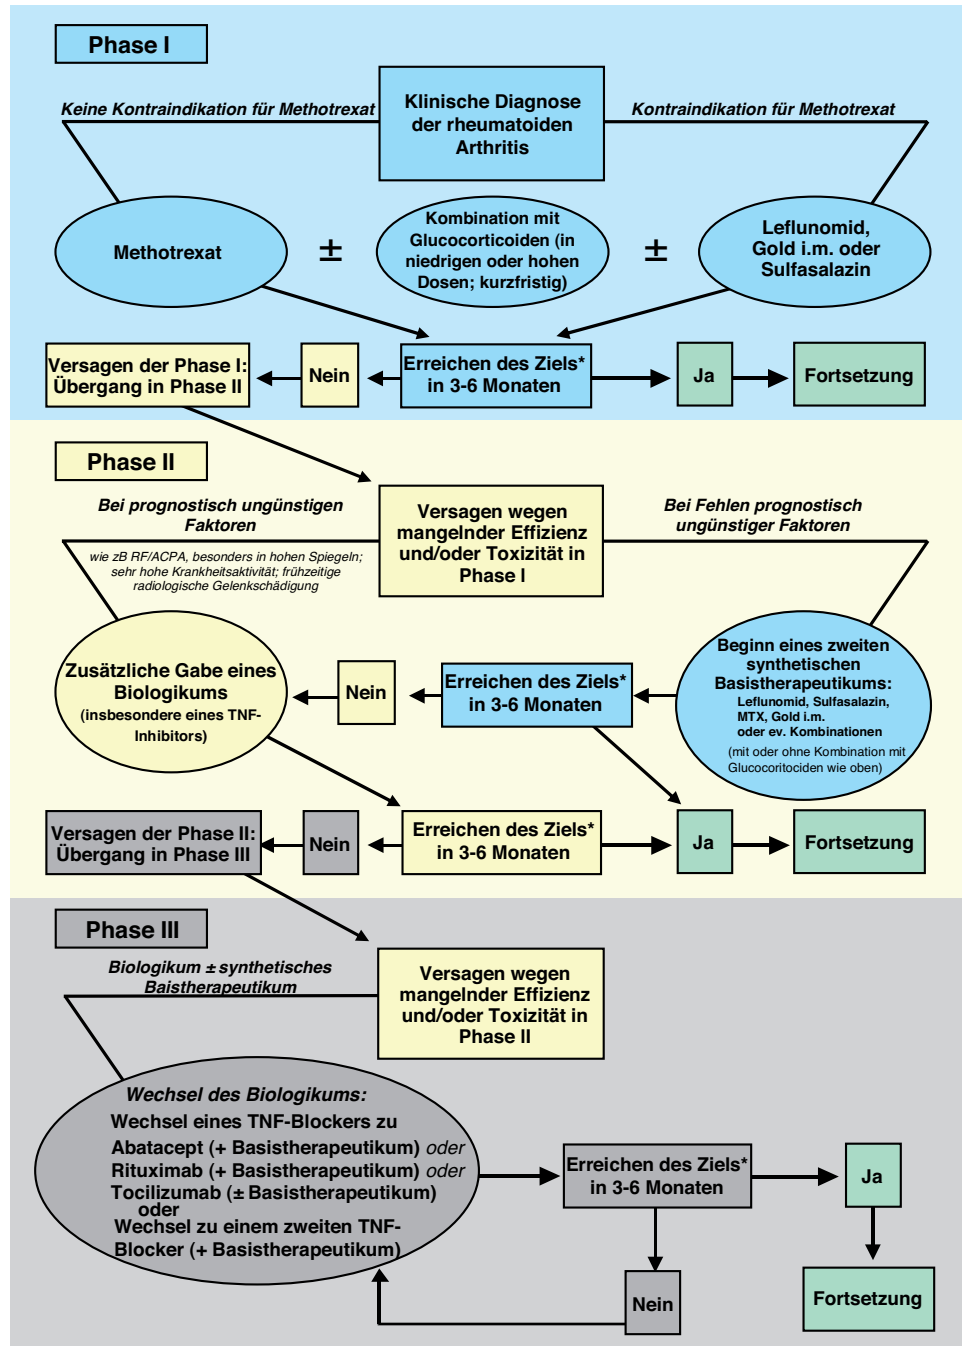 Phase I
Keine Kontraindikation für Methotrexat
Klinische Diagnose
der rheumatoiden
Arthritis
Kontraindikation für Methotrexat
Methotrexat
±
Kombination mit
Glucocorticoiden (in
niedrigen oder hohen
Dosen; kurzfristig)
±
Leflunomid,
Gold i.m. oder
Sulfasalazin
Versagen der Phase I:
Übergang in Phase II
Nein
Erreichen des Ziels*
in 3-6 Monaten
Ja
Fortsetzung
Phase II
Bei prognostisch ungünstigen
Faktoren
wie zB RF/ACPA, besonders in hohen Spiegeln;
sehr hohe Krankheitsaktivität; frühzeitige
radiologische Gelenkschädigung
Versagen wegen
mangelnder Effizienz
und/oder Toxizität in
Phase I
Bei Fehlen prognostisch
ungünstiger Faktoren
Zusätzliche Gabe eines
Biologikums
(insbesondere eines TNF-
Inhibitors)
Nein
Erreichen des Ziels*
in 3-6 Monaten
Beginn eines zweiten
synthetischen
Basistherapeutikums:
Leflunomid, Sulfasalazin,
MTX, Gold i.m.
oder ev. Kombinationen
(mit oder ohne Kombination mit
Glucocoritociden wie oben)
Versagen der Phase II:
Übergang in Phase III
Nein
Erreichen des Ziels*
in 3-6 Monaten
Ja
Fortsetzung
Phase III
Biologikum ± synthetisches
Baistherapeutikum
Versagen wegen
mangelnder Effizienz
und/oder Toxizität in
Phase II
Wechsel des Biologikums:
Wechsel eines TNF-Blockers zu
Abatacept (+ Basistherapeutikum) oder
Rituximab (+ Basistherapeutikum) oder
Tocilizumab (± Basistherapeutikum)
oder
Wechsel zu einem zweiten TNF-
Blocker (+ Basistherapeutikum)
Erreichen des Ziels*
in 3-6 Monaten
Ja
Nein
Fortsetzung